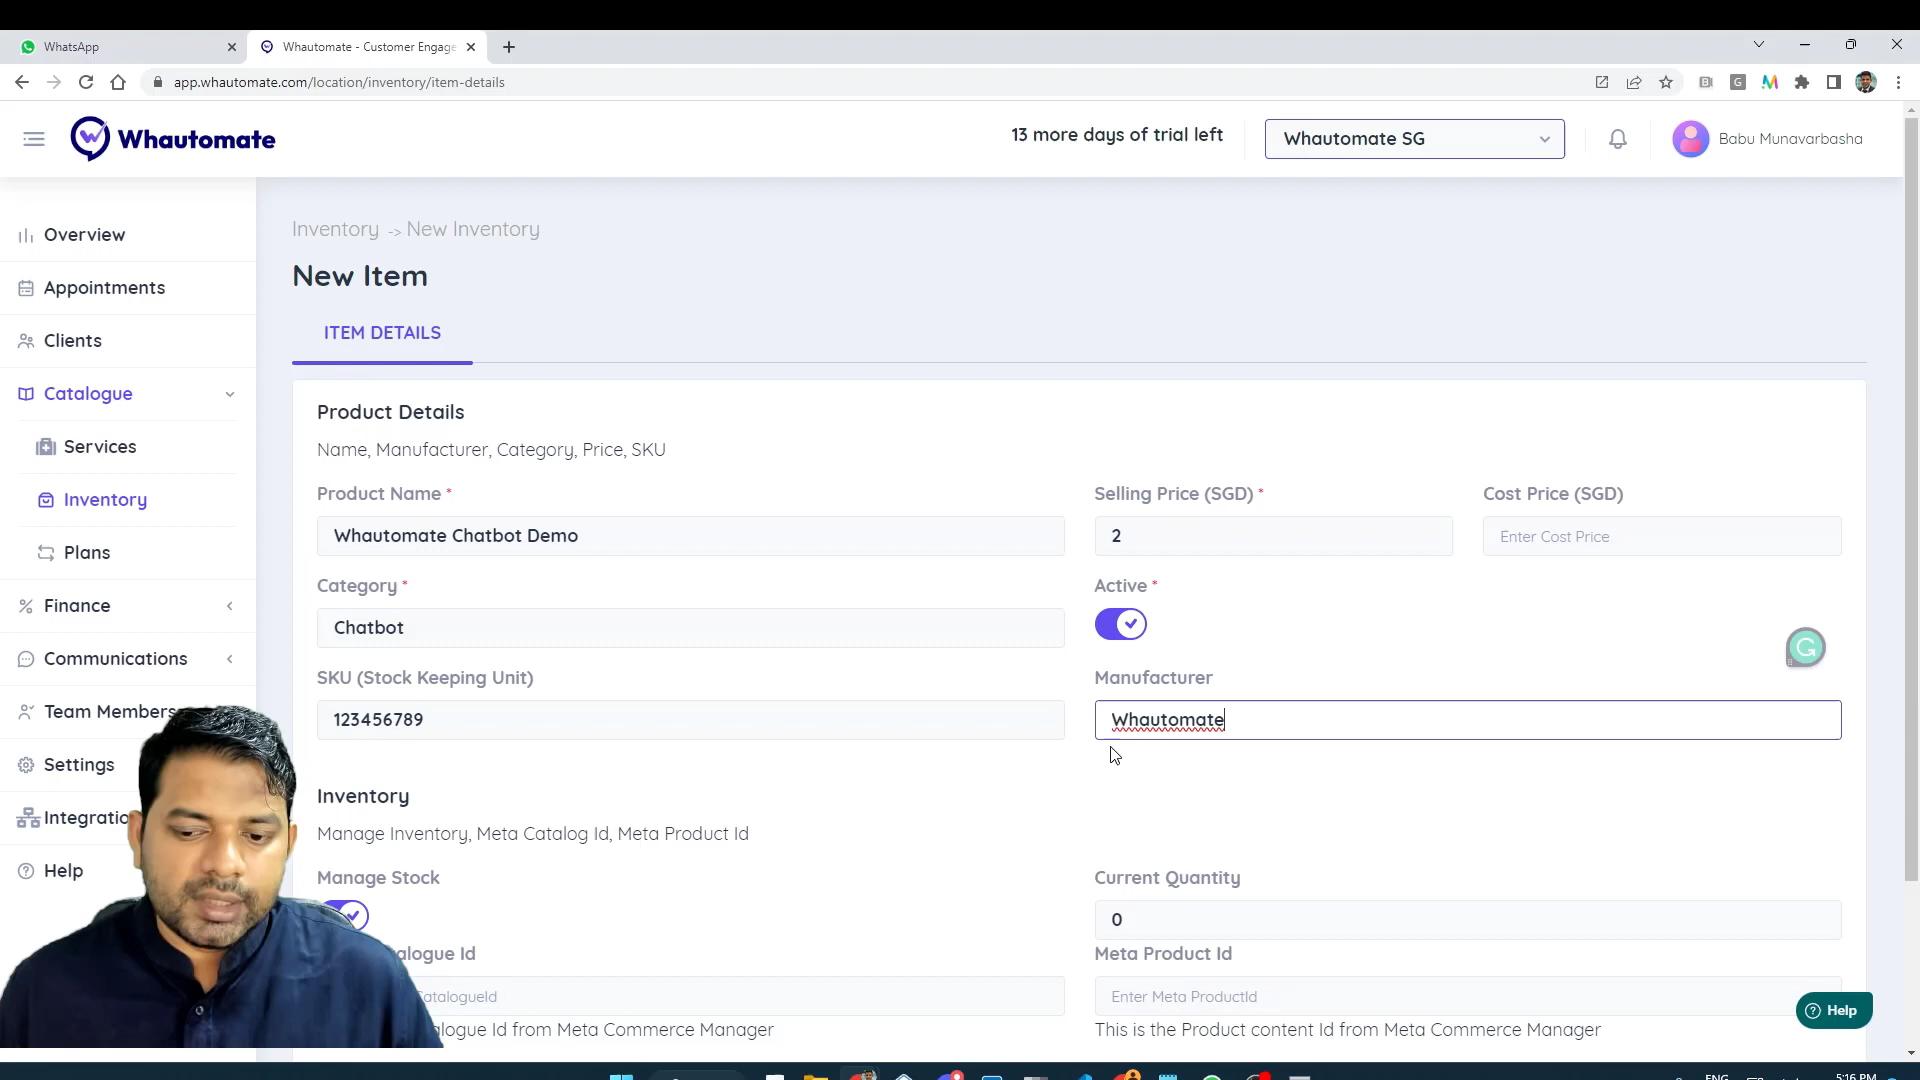 WhatsApp
Whautomate - Customer Engage
app.whautomate.com/location/inventory/item-details
Whautomate
13 more days of trial left
Whautomate SG
Babu Munavarbasha
Overview
Appointments
Clients
Catalogue
Services
Inventory
Plans
Finance
Communications
Team Members
Settings
Integratio
Help
Inventory -> New Inventory
New Item
ITEM DETAILS
Product Details
Name, Manufacturer, Category, Price, SKU
Product Name *
Selling Price (SGD) *
Cost Price (SGD)
Whautomate Chatbot Demo
2
Enter Cost Price
Category *
Active *
Chatbot
SKU (Stock Keeping Unit)
Manufacturer
123456789
Whautomate
Inventory
Manage Inventory, Meta Catalog Id, Meta Product Id
Manage Stock
Current Quantity
0
alogue Id
Meta Product Id
CatalogueId
Enter Meta ProductId
alogue Id from Meta Commerce Manager
This is the Product content Id from Meta Commerce Manager
Help
ENG
5:16 PM